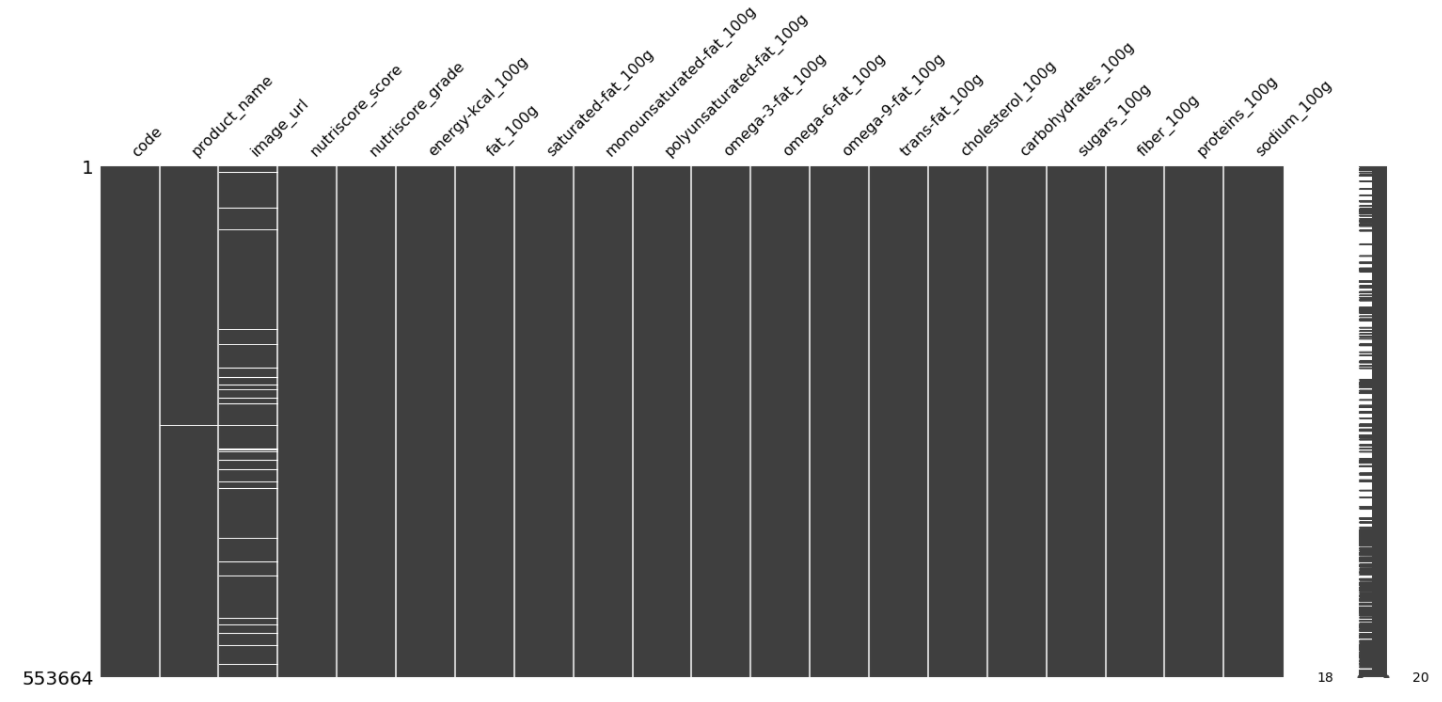 code
product_name
image_url
nutriscore_score
nutriscore_grade
energy-kcal_100g
fat_100g
saturated-fat_100g
monounsaturated-fat_100g
polyunsaturated-fat_100g
omega-3-fat_100g
omega-6-fat_100g
omega-9-fat_100g
trans-fat_100g
cholesterol_100g
carbohydrates_100g
sugars_100g
fiber_100g
proteins_100g
sodium_100g
1
553664
18
20